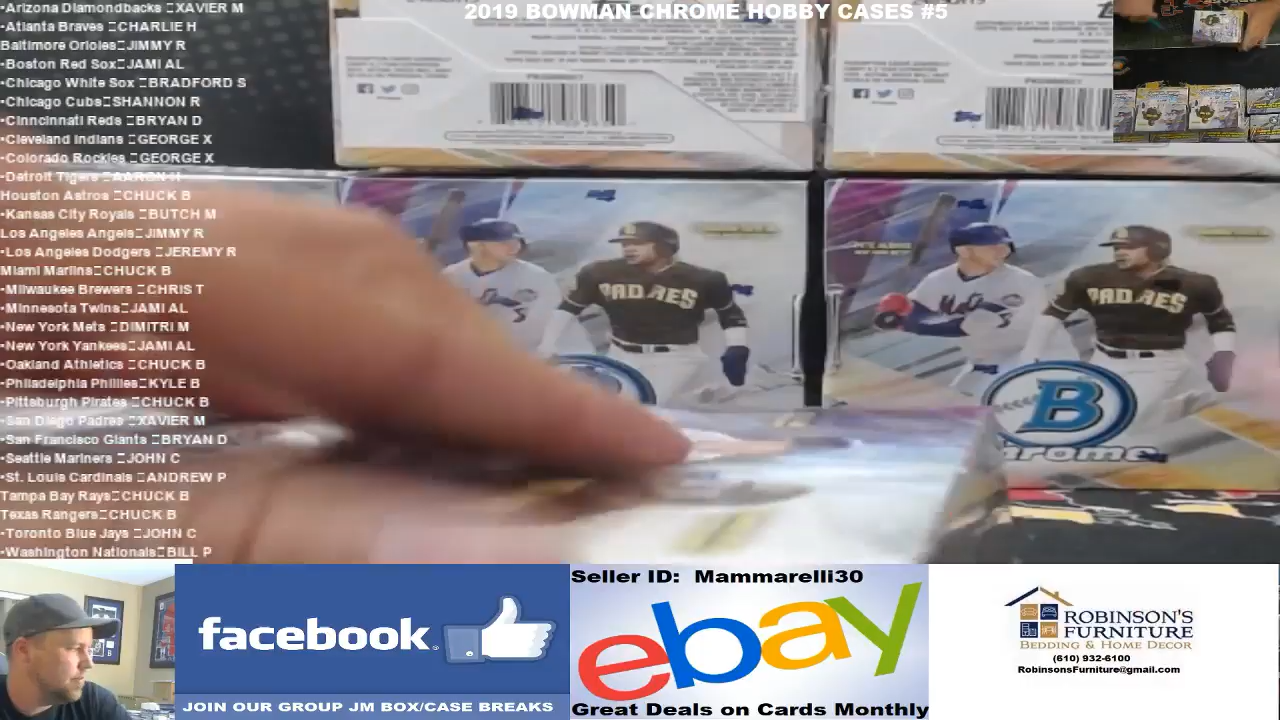 2019 BOWMAN CHROME HOBBY CASES #5
•Arizona Diamondbacks □XAVIER M
•Atlanta Braves □CHARLIE H
Baltimore Orioles□JIMMY R
•Boston Red Sox□JAMI AL
•Chicago White Sox □BRADFORD S
•Chicago Cubs□SHANNON R
•Cinncinnati Reds □BRYAN D
•Cleveland Indians □GEORGE X
•Colorado Rockies □GEORGE X
•Detroit Tigers □AARON H
Houston Astros □CHUCK B
•Kansas City Royals □BUTCH M
Los Angeles Angels□JIMMY R
•Los Angeles Dodgers □JEREMY R
Miami Marlins□CHUCK B
•Milwaukee Brewers □CHRIS T
•Minnesota Twins□JAMI AL
•New York Mets □DIMITRI M
•New York Yankees□JAMI AL
•Oakland Athletics □CHUCK B
•Philadelphia Phillies□KYLE B
•Pittsburgh Pirates □CHUCK B
•San Diego Padres □XAVIER M
•San Francisco Giants □BRYAN D
•Seattle Mariners □JOHN C
•St. Louis Cardinals □ANDREW P
Tampa Bay Rays□CHUCK B
Texas Rangers□CHUCK B
•Toronto Blue Jays □JOHN C
•Washington Nationals□BILL P
PADRES
Mets
PADRES
B
chrome
facebook
JOIN OUR GROUP JM BOX/CASE BREAKS
Seller ID: Mammarelli30
ebay
Great Deals on Cards Monthly
ROBINSON'S
FURNITURE
BEDDING & HOME DECOR
(610) 932-6100
RobinsonsFurniture@gmail.com